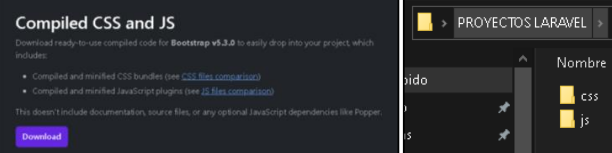 Compiled CSS and JS
Download ready-to-use compiled code for Bootstrap v5.3.0 to easily drop into your project, which
includes:
• Compiled and minified CSS bundles (see CSS files comparison)
• Compiled and minified JavaScript plugins (see JS files comparison)
This doesn't include documentation, source files, or any optional JavaScript dependencies like Popper.
Download
> PROYECTOS LARAVEL >
Nombre
pido
css
js